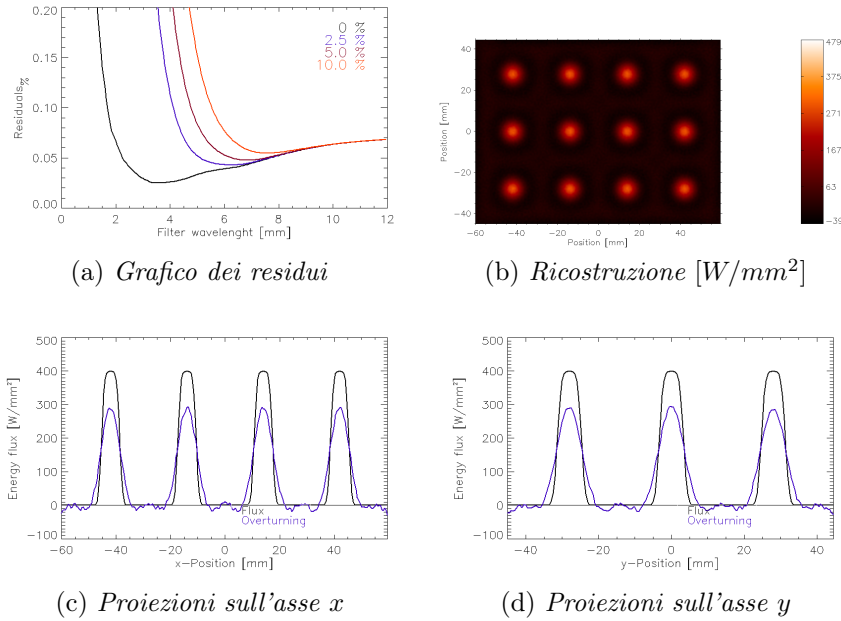 0.20
0.15
0.10
0.05
0.00
Residuals%
0 %
2.5 %
5.0 %
10.0 %
0 2 4 6 8 10 12
Filter wavelenght [mm]
(a) Grafico dei residui
40
20
0
−20
−40
Position [mm]
−60 −40 −20 0 20 40
Position [mm]
479
375
271
167
63
−39
(b) Ricostruzione [W/mm²]
500
400
300
200
100
0
−100
Energy flux [W/mm²]
Flux
Overturning
−60 −40 −20 0 20 40
x−Position [mm]
(c) Proiezioni sull'asse x
500
400
300
200
100
0
−100
Energy flux [W/mm²]
Flux
Overturning
−40 −20 0 20 40
y−Position [mm]
(d) Proiezioni sull'asse y